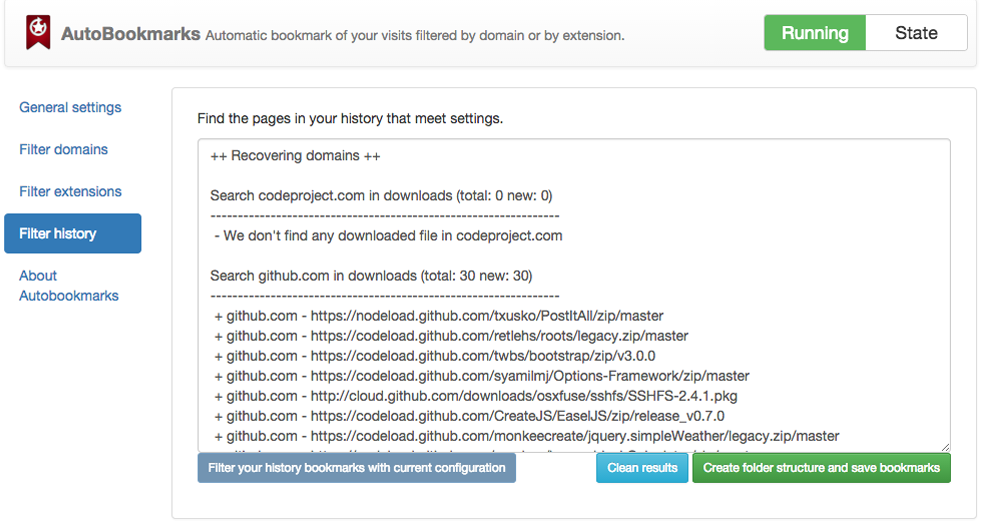 AutoBookmarks Automatic bookmark of your visits filtered by domain or by extension.
Running
State
General settings
Filter domains
Filter extensions
Filter history
About
Autobookmarks
Find the pages in your history that meet settings.
++ Recovering domains ++
Search codeproject.com in downloads (total: 0 new: 0)
----------------------------------------------------------------
- We don't find any downloaded file in codeproject.com
Search github.com in downloads (total: 30 new: 30)
----------------------------------------------------------------
+ github.com - https://nodeload.github.com/txusko/PostItAll/zip/master
+ github.com - https://codeload.github.com/retlehs/roots/legacy.zip/master
+ github.com - https://codeload.github.com/twbs/bootstrap/zip/v3.0.0
+ github.com - https://codeload.github.com/syamilmj/Options-Framework/zip/master
+ github.com - http://cloud.github.com/downloads/osxfuse/sshfs/SSHFS-2.4.1.pkg
+ github.com - https://codeload.github.com/CreateJS/EaselJS/zip/release_v0.7.0
+ github.com - https://codeload.github.com/monkeecreate/jquery.simpleWeather/legacy.zip/master
Filter your history bookmarks with current configuration
Clean results
Create folder structure and save bookmarks